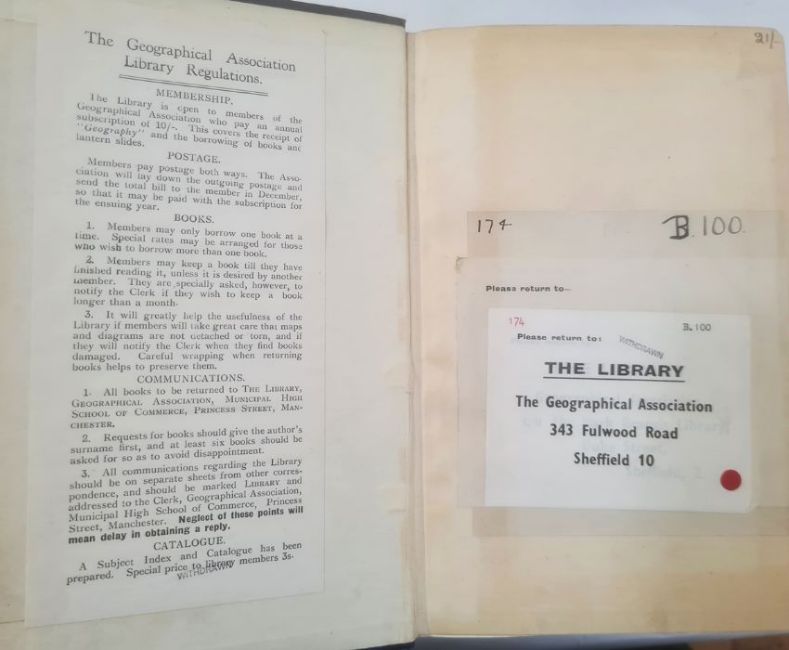 The Geographical Association
Library Regulations.
MEMBERSHIP.
The Library is open to members of the
Geographical Association who pay an annual
subscription of 10/-. This covers the receipt of
"Geography" and the borrowing of books and
lantern slides.
POSTAGE.
Members pay postage both ways. The Asso-
ciation will lay down the outgoing postage and
send the total bill to the member in December,
so that it may be paid with the subscription for
the ensuing year.
BOOKS.
1. Members may only borrow one book at a
time. Special rates may be arranged for those
who wish to borrow more than one book.
2. Members may keep a book till they have
finished reading it, unless it is desired by another
member. They are specially asked, however, to
notify the Clerk if they wish to keep a book
longer than a month.
3. It will greatly help the usefulness of the
Library if members will take great care that maps
and diagrams are not detached or torn, and if
they will notify the Clerk when they find books
damaged. Careful wrapping when returning
books helps to preserve them.
COMMUNICATIONS.
1. All books to be returned to THE LIBRARY,
GEOGRAPHICAL ASSOCIATION, MUNICIPAL HIGH
SCHOOL OF COMMERCE, PRINCESS STREET, MAN-
CHESTER.
2. Requests for books should give the author's
surname first, and at least six books should be
asked for so as to avoid disappointment.
3. All communications regarding the Library
should be on separate sheets from other corres-
pondence, and should be marked LIBRARY and
addressed to the Clerk, Geographical Association,
Municipal High School of Commerce, Princess
Street, Manchester. Neglect of these points will
mean delay in obtaining a reply.
CATALOGUE.
A Subject Index and Catalogue has been
prepared. Special price to library members 3s.
WITHDRAWN
21/-
174 B.100.
Please return to—
174 B.100
Please return to:
WITHDRAWN
THE LIBRARY
The Geographical Association
343 Fulwood Road
Sheffield 10